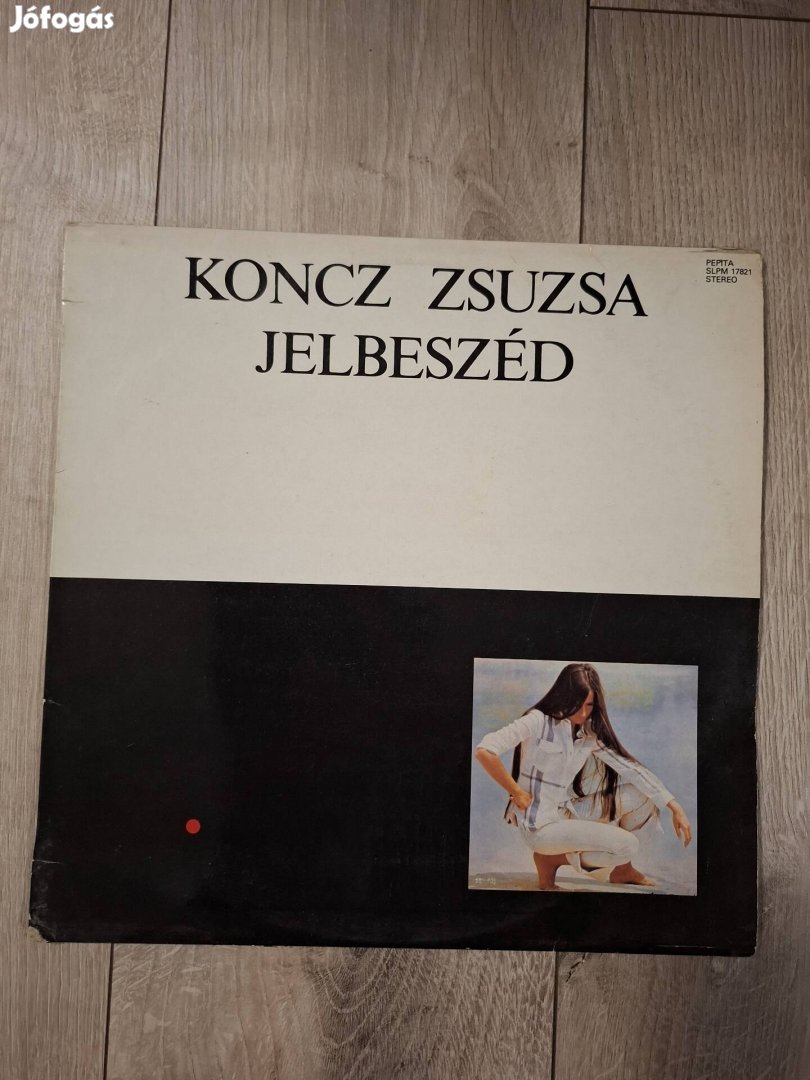 Jófogás
KONCZ ZSUZSA
JELBESZÉD
PEPITA
SLPM 17821
STEREO